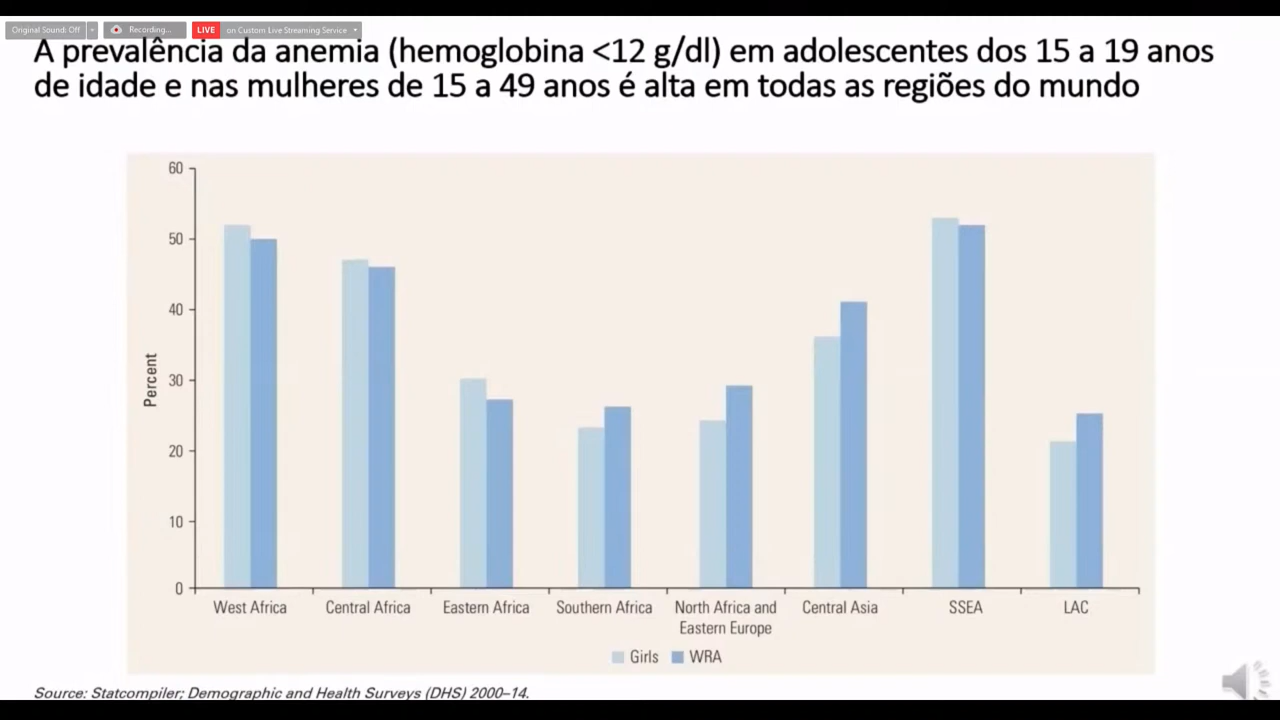 Original Sound: Off
Recording...
LIVE
on Custom Live Streaming Service
A prevalência da anemia (hemoglobina <12 g/dl) em adolescentes dos 15 a 19 anos
de idade e nas mulheres de 15 a 49 anos é alta em todas as regiões do mundo
60
50
40
30
20
10
0
Percent
West Africa
Central Africa
Eastern Africa
Southern Africa
North Africa and
Eastern Europe
Central Asia
SSEA
LAC
Girls
WRA
Source: Statcompiler; Demographic and Health Surveys (DHS) 2000–14.